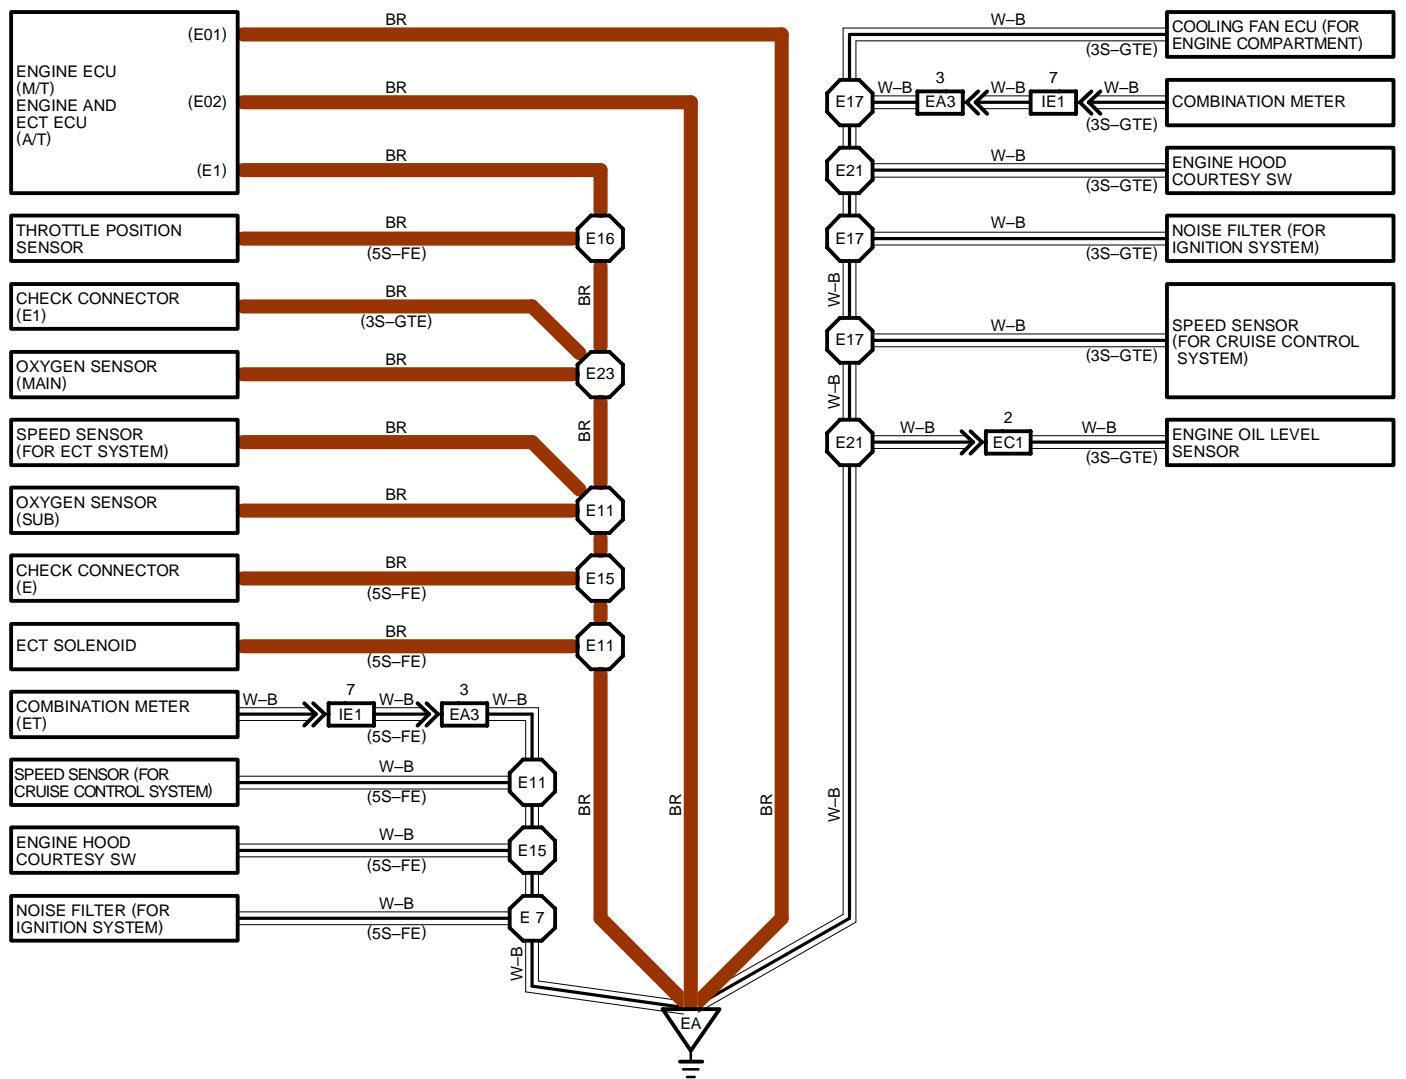 BR
(E01)
ENGINE ECU
(M/T)
ENGINE AND
ECT ECU
(A/T)
BR
(E02)
BR
(E1)
THROTTLE POSITION
SENSOR
BR
(5S–FE)
E16
BR
CHECK CONNECTOR
(E1)
BR
(3S–GTE)
OXYGEN SENSOR
(MAIN)
BR
E23
BR
SPEED SENSOR
(FOR ECT SYSTEM)
BR
OXYGEN SENSOR
(SUB)
BR
E11
CHECK CONNECTOR
(E)
BR
(5S–FE)
E15
ECT SOLENOID
BR
(5S–FE)
E11
COMBINATION METER
(ET)
W–B
7
IE1
W–B
(5S–FE)
3
EA3
W–B
SPEED SENSOR (FOR
CRUISE CONTROL SYSTEM)
W–B
(5S–FE)
E11
ENGINE HOOD
COURTESY SW
W–B
(5S–FE)
E15
NOISE FILTER (FOR
IGNITION SYSTEM)
W–B
(5S–FE)
E 7
W–B
BR
BR
BR
W–B
EA
W–B
(3S–GTE)
COOLING FAN ECU (FOR
ENGINE COMPARTMENT)
E17
W–B
3
EA3
W–B
7
IE1
W–B
(3S–GTE)
COMBINATION METER
E21
W–B
(3S–GTE)
ENGINE HOOD
COURTESY SW
E17
W–B
(3S–GTE)
NOISE FILTER (FOR
IGNITION SYSTEM)
W–B
E17
W–B
(3S–GTE)
SPEED SENSOR
(FOR CRUISE CONTROL
SYSTEM)
W–B
E21
W–B
2
EC1
W–B
(3S–GTE)
ENGINE OIL LEVEL
SENSOR